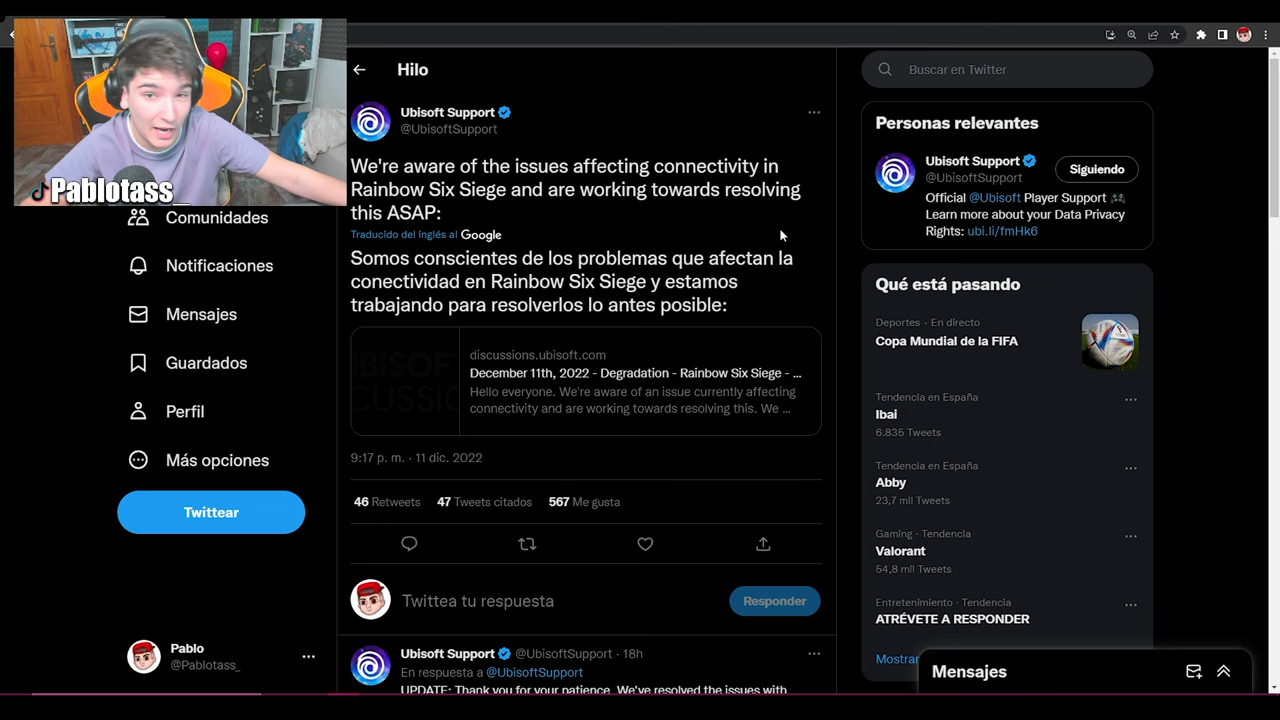 Pablotass_
Comunidades
Notificaciones
Mensajes
Guardados
Perfil
Más opciones
Twittear
Pablo
@Pablotass_
Hilo
Ubisoft Support
@UbisoftSupport
We're aware of the issues affecting connectivity in
Rainbow Six Siege and are working towards resolving
this ASAP:
Traducido del inglés al Google
Somos conscientes de los problemas que afectan la
conectividad en Rainbow Six Siege y estamos
trabajando para resolverlos lo antes posible:
discussions.ubisoft.com
December 11th, 2022 - Degradation - Rainbow Six Siege - ...
Hello everyone. We're aware of an issue currently affecting
connectivity and are working towards resolving this. We ...
9:17 p. m. · 11 dic. 2022
46 Retweets 47 Tweets citados 567 Me gusta
Twittea tu respuesta
Responder
Ubisoft Support @UbisoftSupport · 18h
En respuesta a @UbisoftSupport
UPDATE: Thank you for your patience. We've resolved the issues with
Buscar en Twitter
Personas relevantes
Ubisoft Support
@UbisoftSupport
Siguiendo
Official @Ubisoft Player Support
Learn more about your Data Privacy
Rights: ubi.li/fmHk6
Qué está pasando
Deportes · En directo
Copa Mundial de la FIFA
Tendencia en España
Ibai
6.835 Tweets
Tendencia en España
Abby
23,7 mil Tweets
Gaming · Tendencia
Valorant
54,8 mil Tweets
Entretenimiento · Tendencia
ATRÉVETE A RESPONDER
Mostrar
Mensajes